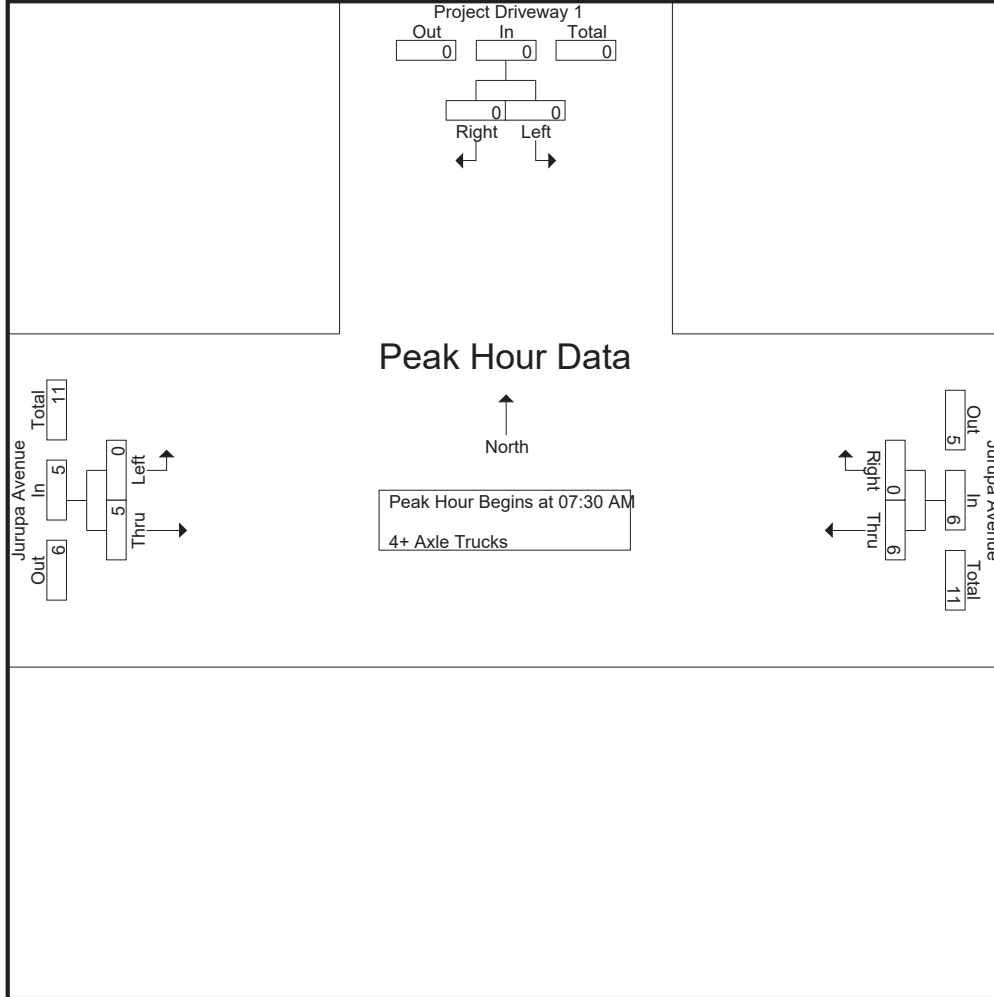 Project Driveway 1
Out In Total
0 0 0
0 0
Right Left
Peak Hour Data
North
Peak Hour Begins at 07:30 AM
4+ Axle Trucks
Jurupa Avenue
Out In Total
6 5 11
0 5
Left Thru
Jurupa Avenue
Out In Total
5 6 11
0 6
Right Thru